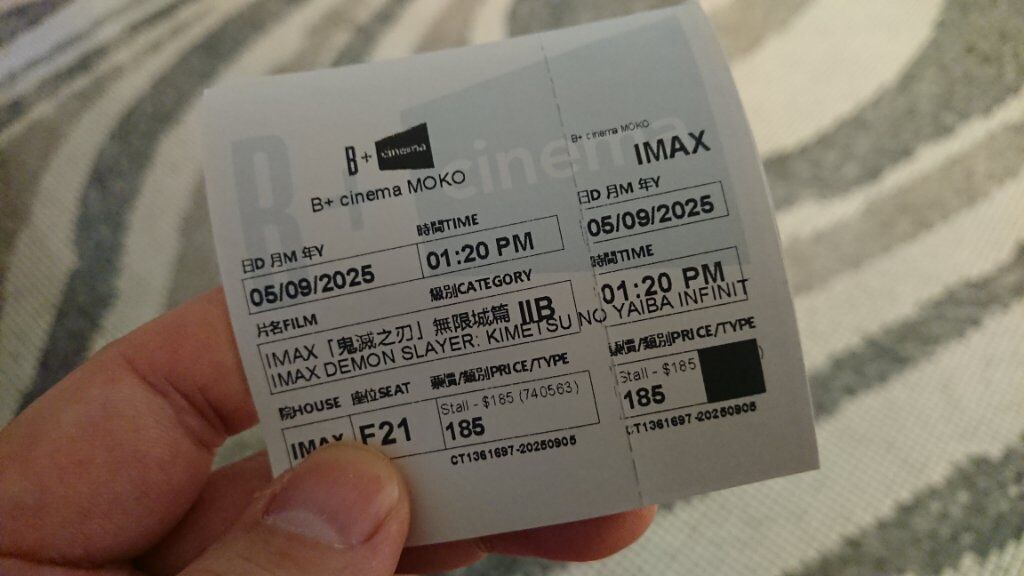 B+ cinema
B+ cinema MOKO
日D 月M 年Y
時間TIME
05/09/2025
01:20 PM
級別CATEGORY
片名FILM
IMAX「鬼滅之刃」無限城篇 IIB
IMAX DEMON SLAYER: KIMETSU NO YAIBA INFINIT
院HOUSE 座位SEAT 票價/類別PRICE/TYPE
IMAX
F21
Stall - $185 (740563)
185
CT1361697-20250905
B+ cinema MOKO
IMAX
日D 月M 年Y
05/09/2025
時間TIME
01:20 PM
票價/類別PRICE/TYPE
Stall - $185
185
CT1361697-20250905
B+ cinema